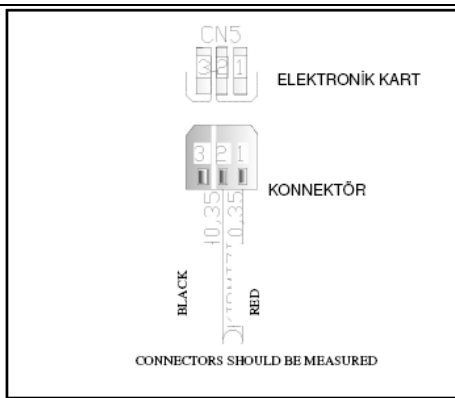 CN5
3 2 1
ELEKTRONİK KART
3 2 1
KONNEKTÖR
0,35 0,35
BLACK
RED
CONNECTORS SHOULD BE MEASURED